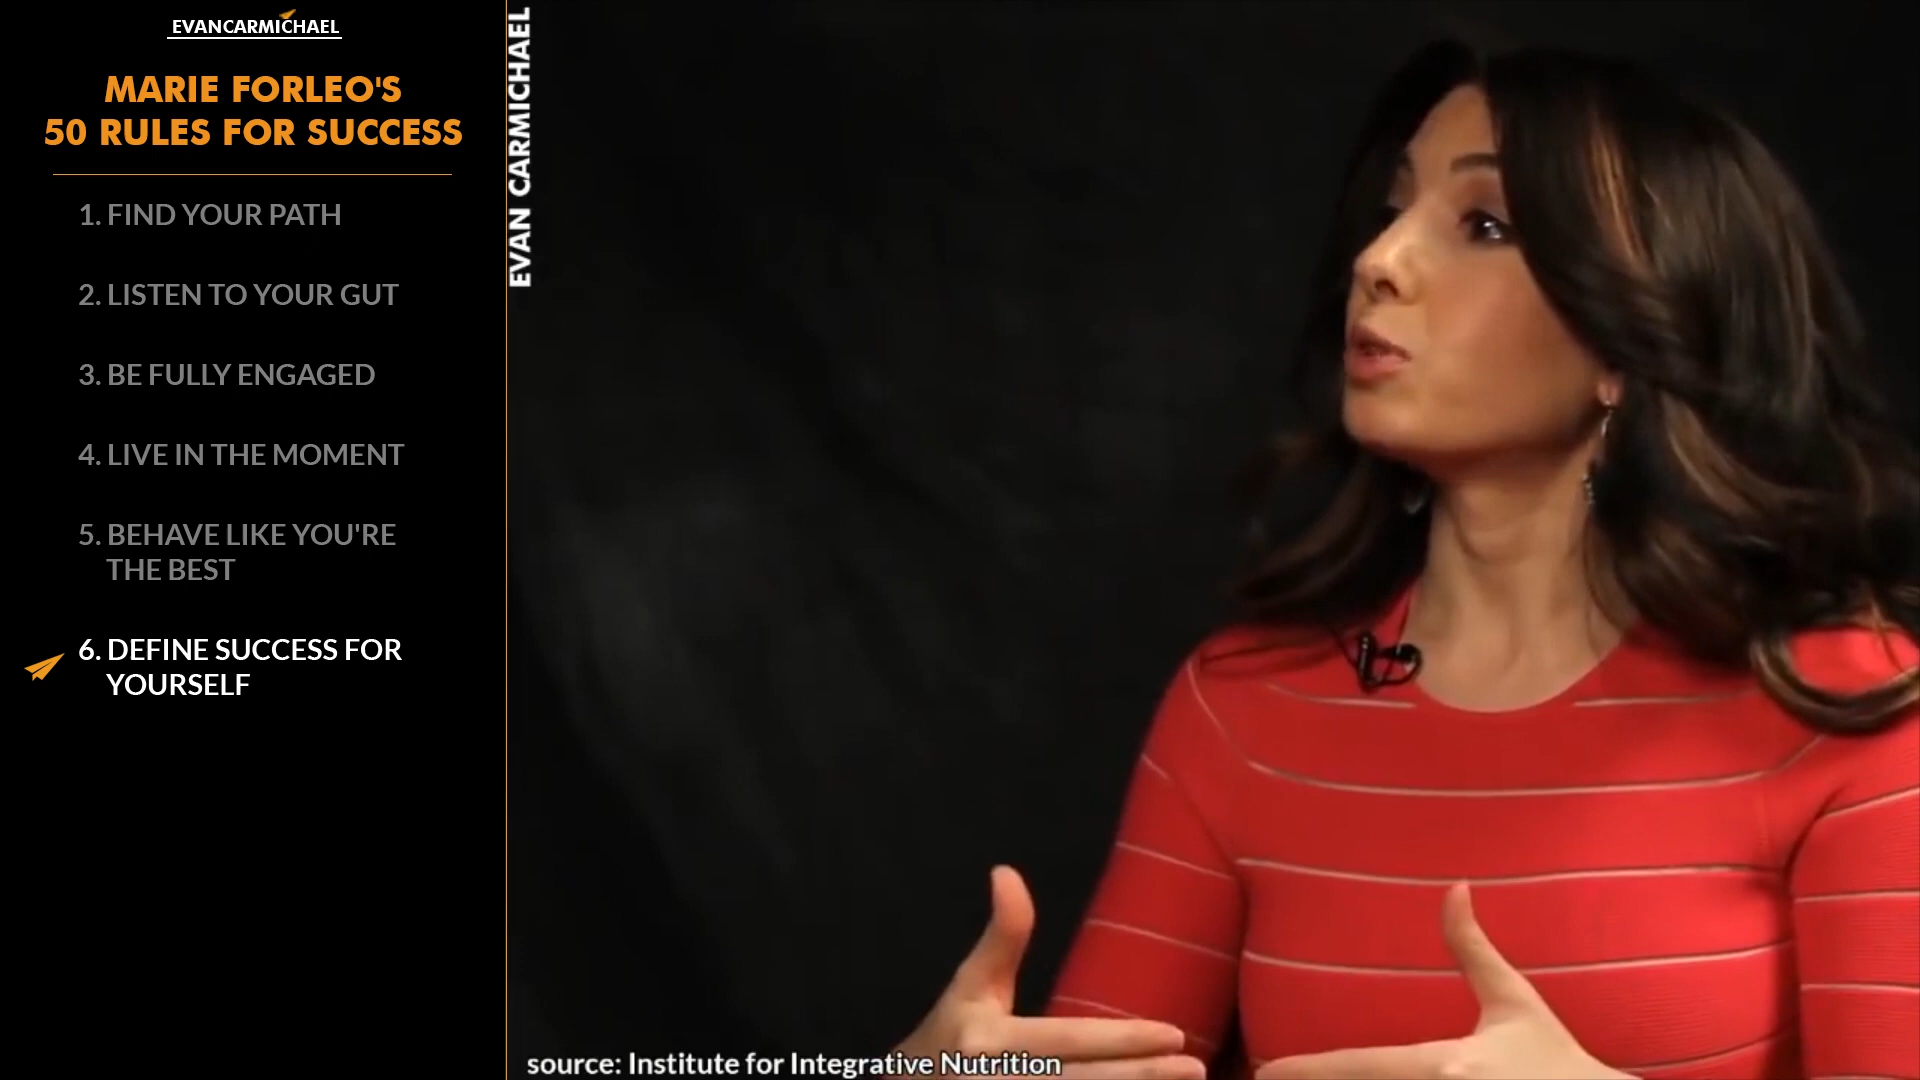 EVANCARMICHAEL
MARIE FORLEO'S
50 RULES FOR SUCCESS
1. FIND YOUR PATH
2. LISTEN TO YOUR GUT
3. BE FULLY ENGAGED
4. LIVE IN THE MOMENT
5. BEHAVE LIKE YOU'RE
THE BEST
6. DEFINE SUCCESS FOR
YOURSELF
EVAN CARMICHAEL
source: Institute for Integrative Nutrition